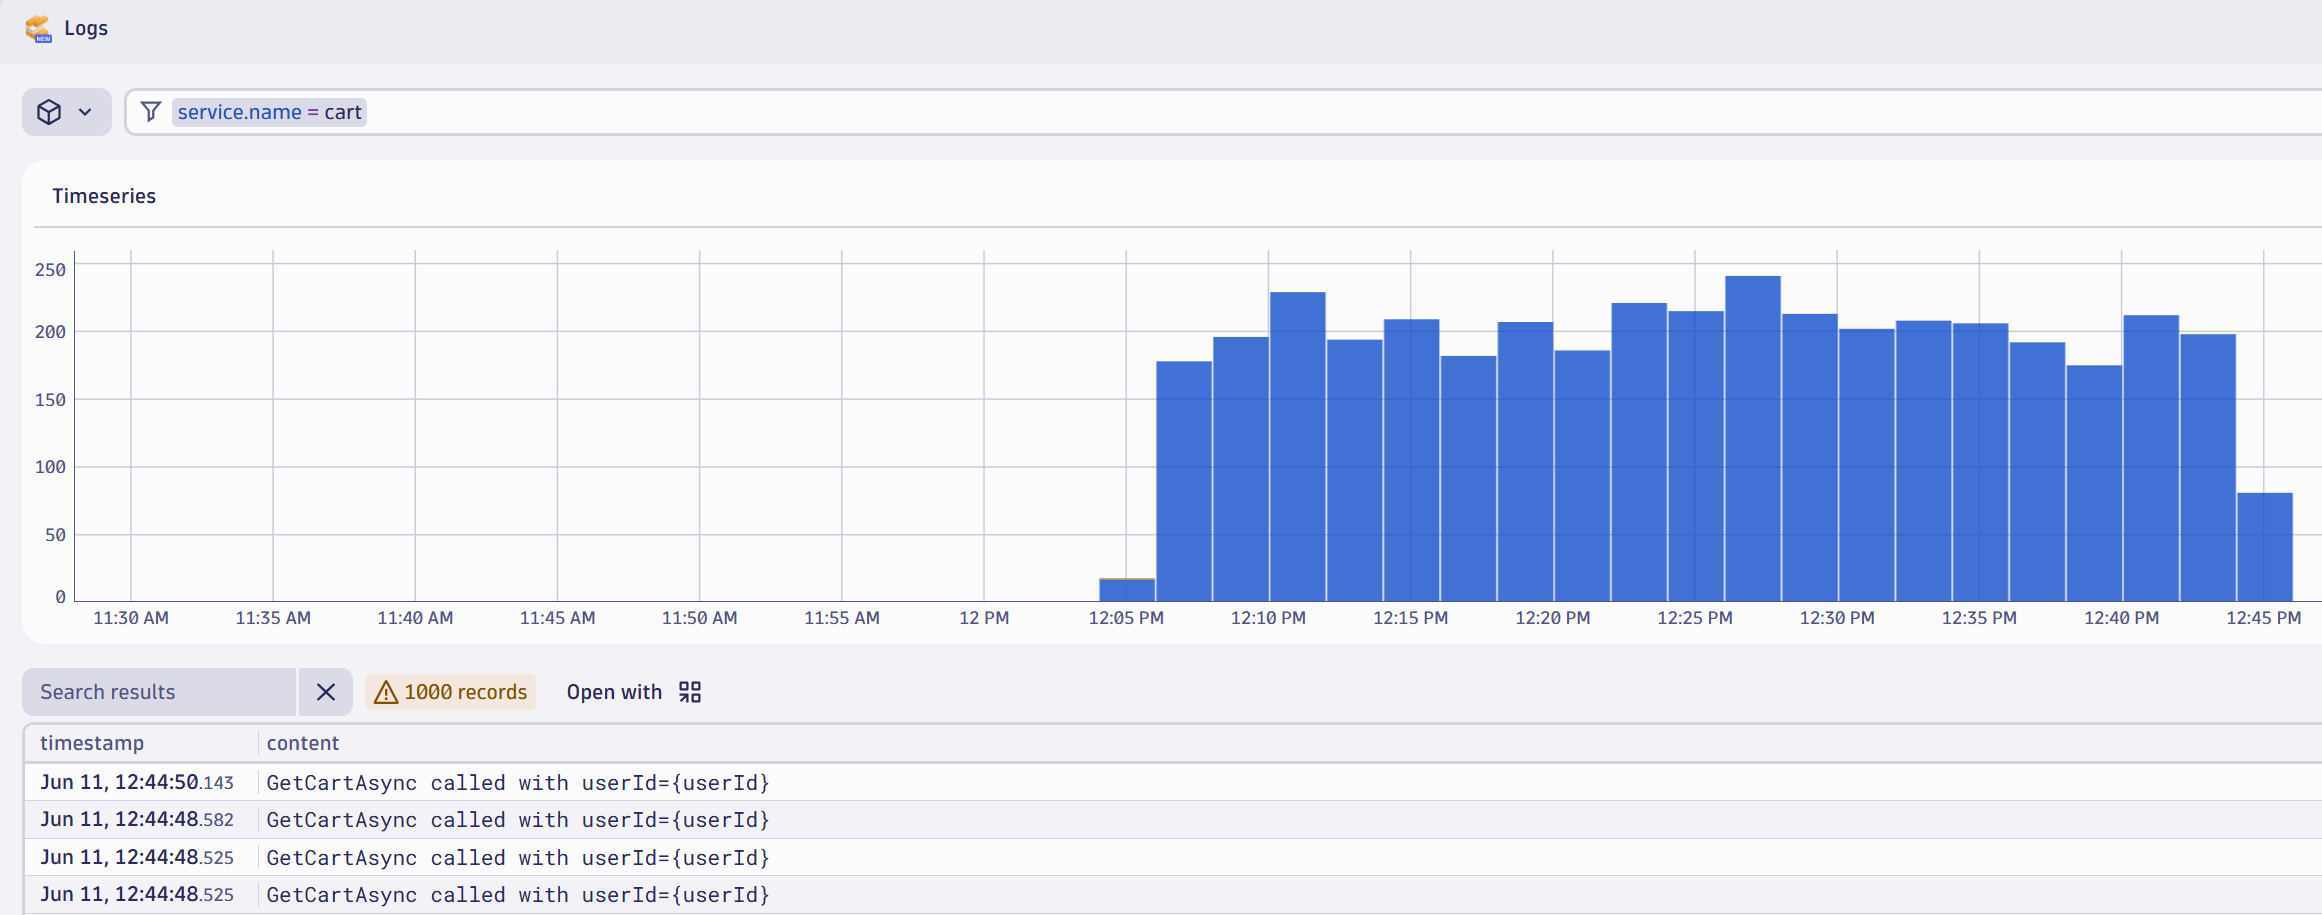 Logs
NEW
service.name = cart
Timeseries
250
200
150
100
50
0
11:30 AM 11:35 AM 11:40 AM 11:45 AM 11:50 AM 11:55 AM 12 PM 12:05 PM 12:10 PM 12:15 PM 12:20 PM 12:25 PM 12:30 PM 12:35 PM 12:40 PM 12:45 PM
Search results 1000 records Open with
timestamp content
Jun 11, 12:44:50.143 GetCartAsync called with userId={userId}
Jun 11, 12:44:48.582 GetCartAsync called with userId={userId}
Jun 11, 12:44:48.525 GetCartAsync called with userId={userId}
Jun 11, 12:44:48.525 GetCartAsync called with userId={userId}